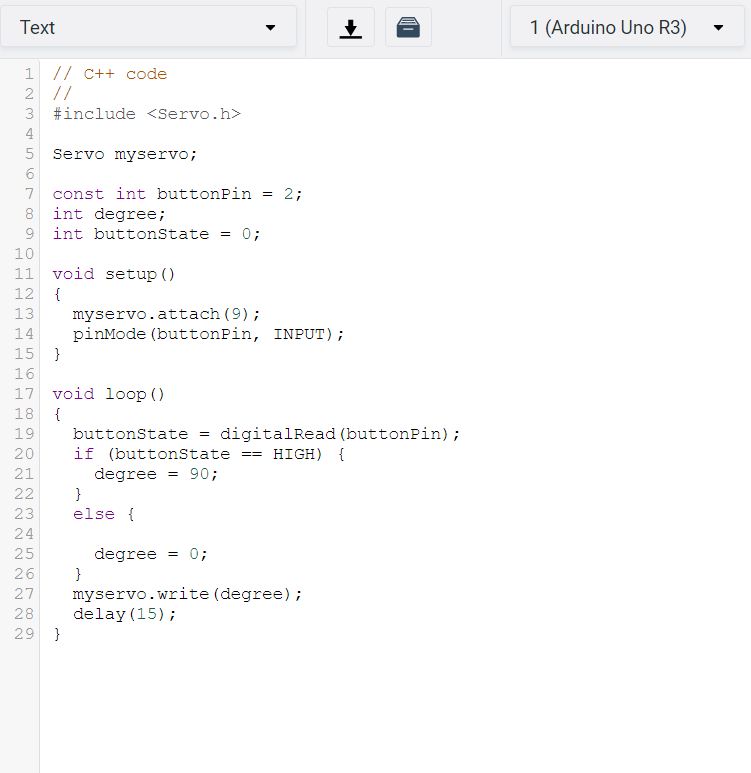 Text
1 (Arduino Uno R3)
1 // C++ code
2 //
3 #include <Servo.h>
4
5 Servo myservo;
6
7 const int buttonPin = 2;
8 int degree;
9 int buttonState = 0;
10
11 void setup()
12 {
13   myservo.attach(9);
14   pinMode(buttonPin, INPUT);
15 }
16
17 void loop()
18 {
19   buttonState = digitalRead(buttonPin);
20   if (buttonState == HIGH) {
21     degree = 90;
22   }
23   else {
24
25     degree = 0;
26   }
27   myservo.write(degree);
28   delay(15);
29 }